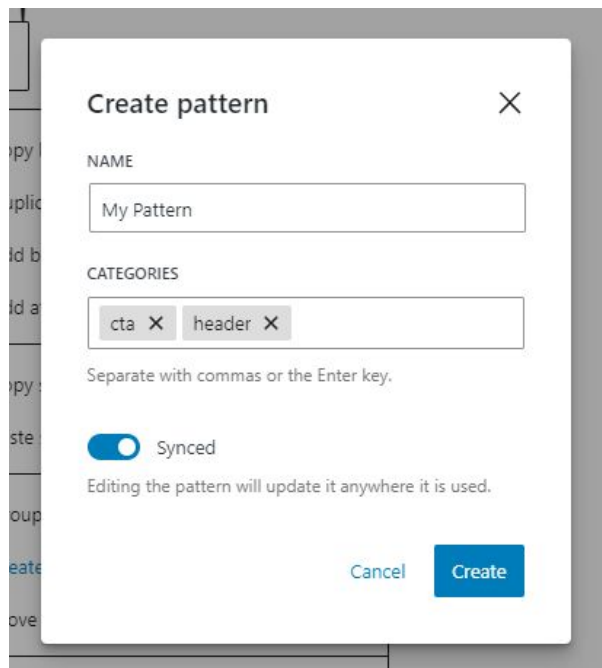 Create pattern
NAME
My Pattern
CATEGORIES
cta header
Separate with commas or the Enter key.
Synced
Editing the pattern will update it anywhere it is used.
Cancel Create